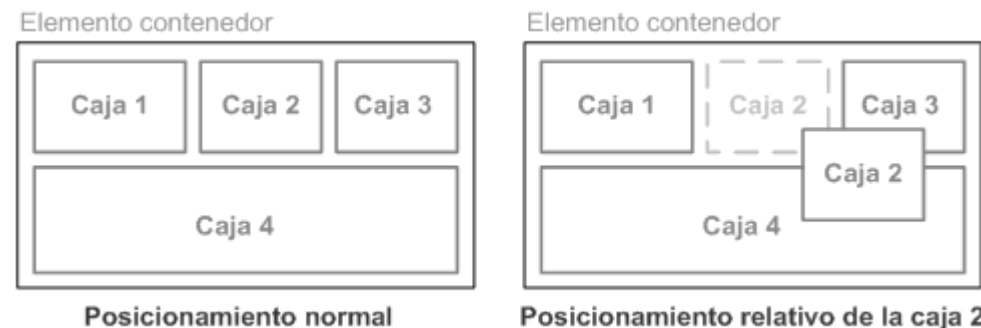 Elemento contenedor
Caja 1 Caja 2 Caja 3
Caja 4
Posicionamiento normal
Elemento contenedor
Caja 1 Caja 2 Caja 3
Caja 2
Caja 4
Posicionamiento relativo de la caja 2